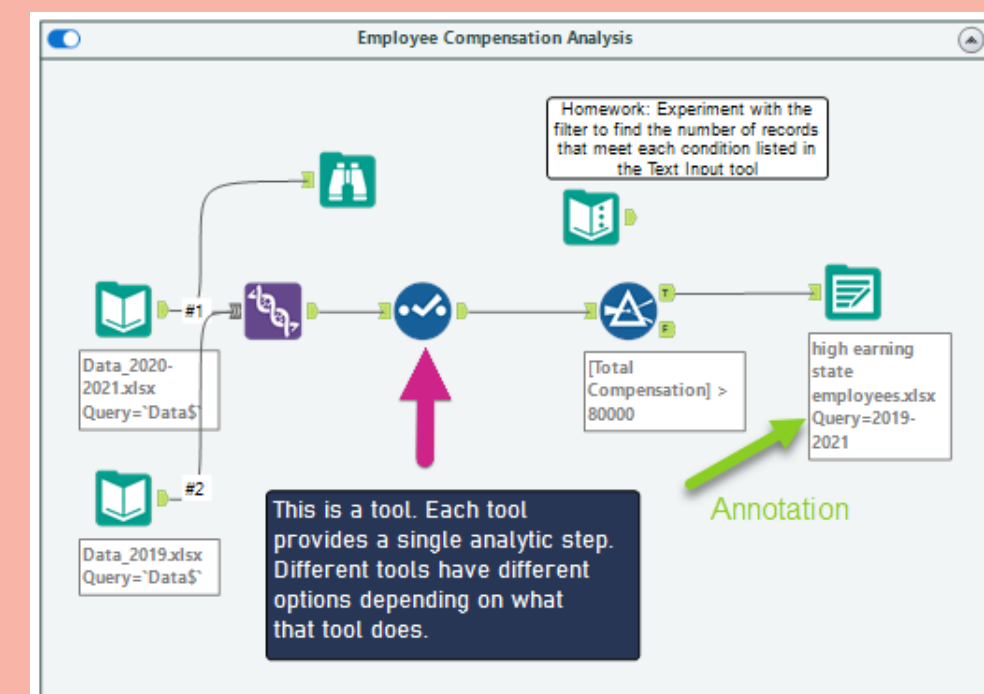 Employee Compensation Analysis
Homework: Experiment with the
filter to find the number of records
that meet each condition listed in
the Text Input tool
#1
T
F
Data_2020-
2021.xlsx
Query=`Data$`
[Total
Compensation] >
80000
high earning
state
employees.xlsx
Query=2019-
2021
#2
Data_2019.xlsx
Query=`Data$`
This is a tool. Each tool
provides a single analytic step.
Different tools have different
options depending on what
that tool does.
Annotation